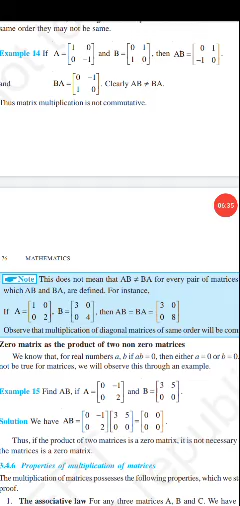 same order they may not be same.
Example 14 If A = [1 0; 0 −1] and B = [0 1; 1 0], then AB = [0 1; −1 0].
and BA = [0 −1; 1 0]. Clearly AB ≠ BA.
Thus matrix multiplication is not commutative.
06:35
76 MATHEMATICS
Note This does not mean that AB ≠ BA for every pair of matrices
which AB and BA, are defined. For instance,
If A = [1 0; 0 2], B = [3 0; 0 4], then AB = BA = [3 0; 0 8]
Observe that multiplication of diagonal matrices of same order will be com
Zero matrix as the product of two non zero matrices
We know that, for real numbers a, b if ab = 0, then either a = 0 or b = 0.
not be true for matrices, we will observe this through an example.
Example 15 Find AB, if A = [0 −1; 0 2] and B = [3 5; 0 0].
Solution We have AB = [0 −1; 0 2] [3 5; 0 0] = [0 0; 0 0].
Thus, if the product of two matrices is a zero matrix, it is not necessary
the matrices is a zero matrix.
3.4.6 Properties of multiplication of matrices
The multiplication of matrices possesses the following properties, which we st
proof.
1. The associative law For any three matrices A, B and C. We have